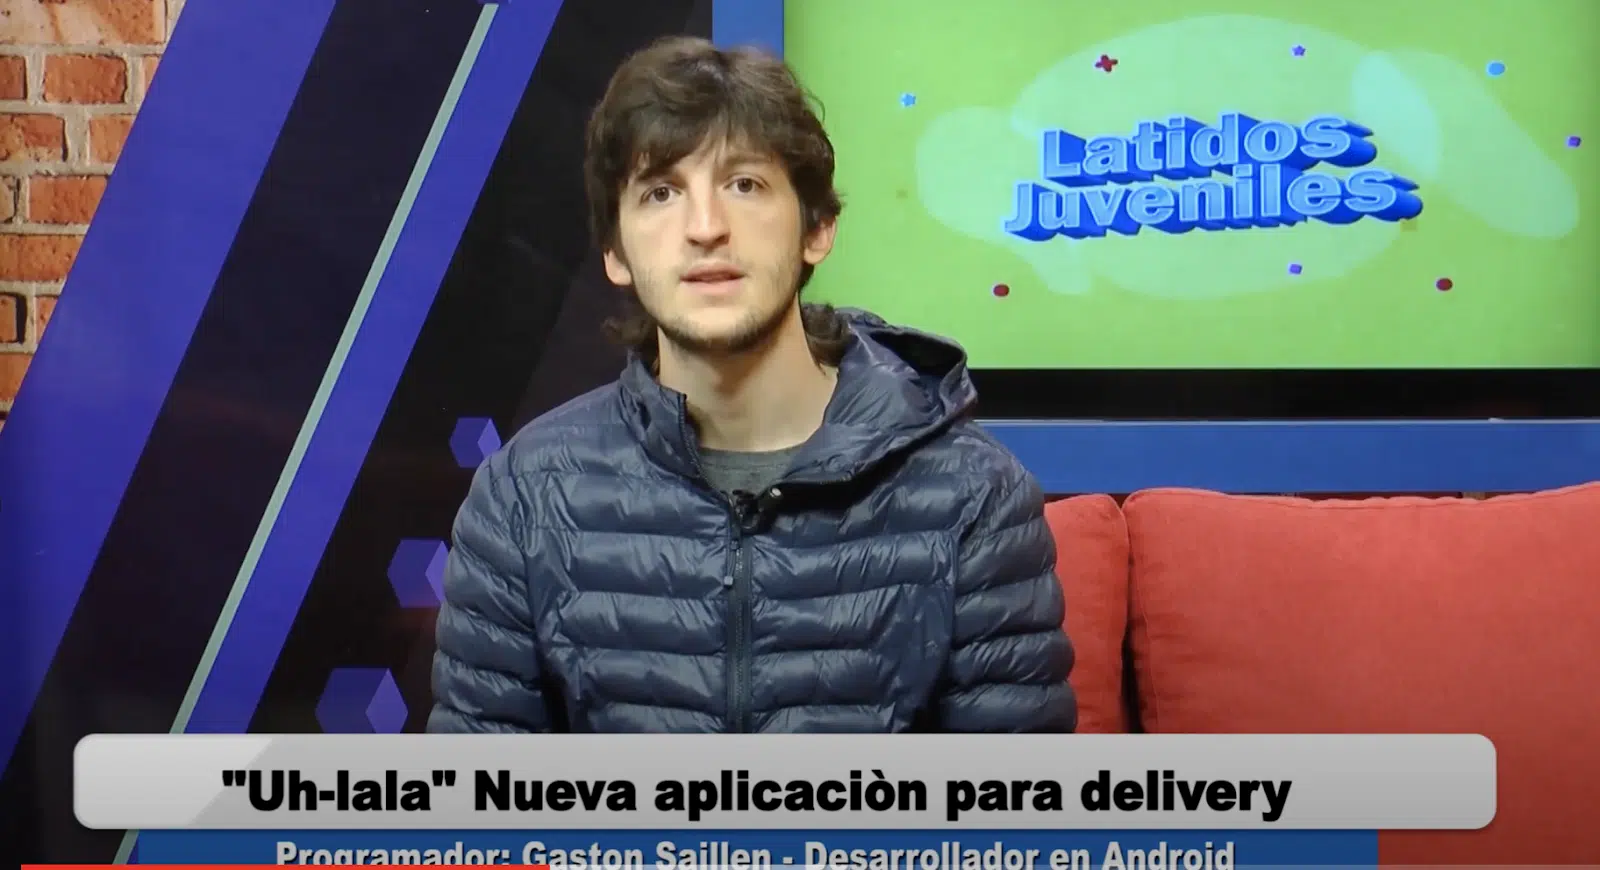 Latidos
Juveniles
"Uh-lala" Nueva aplicaciòn para delivery
Programador: Gaston Saillen - Desarrollador en Android